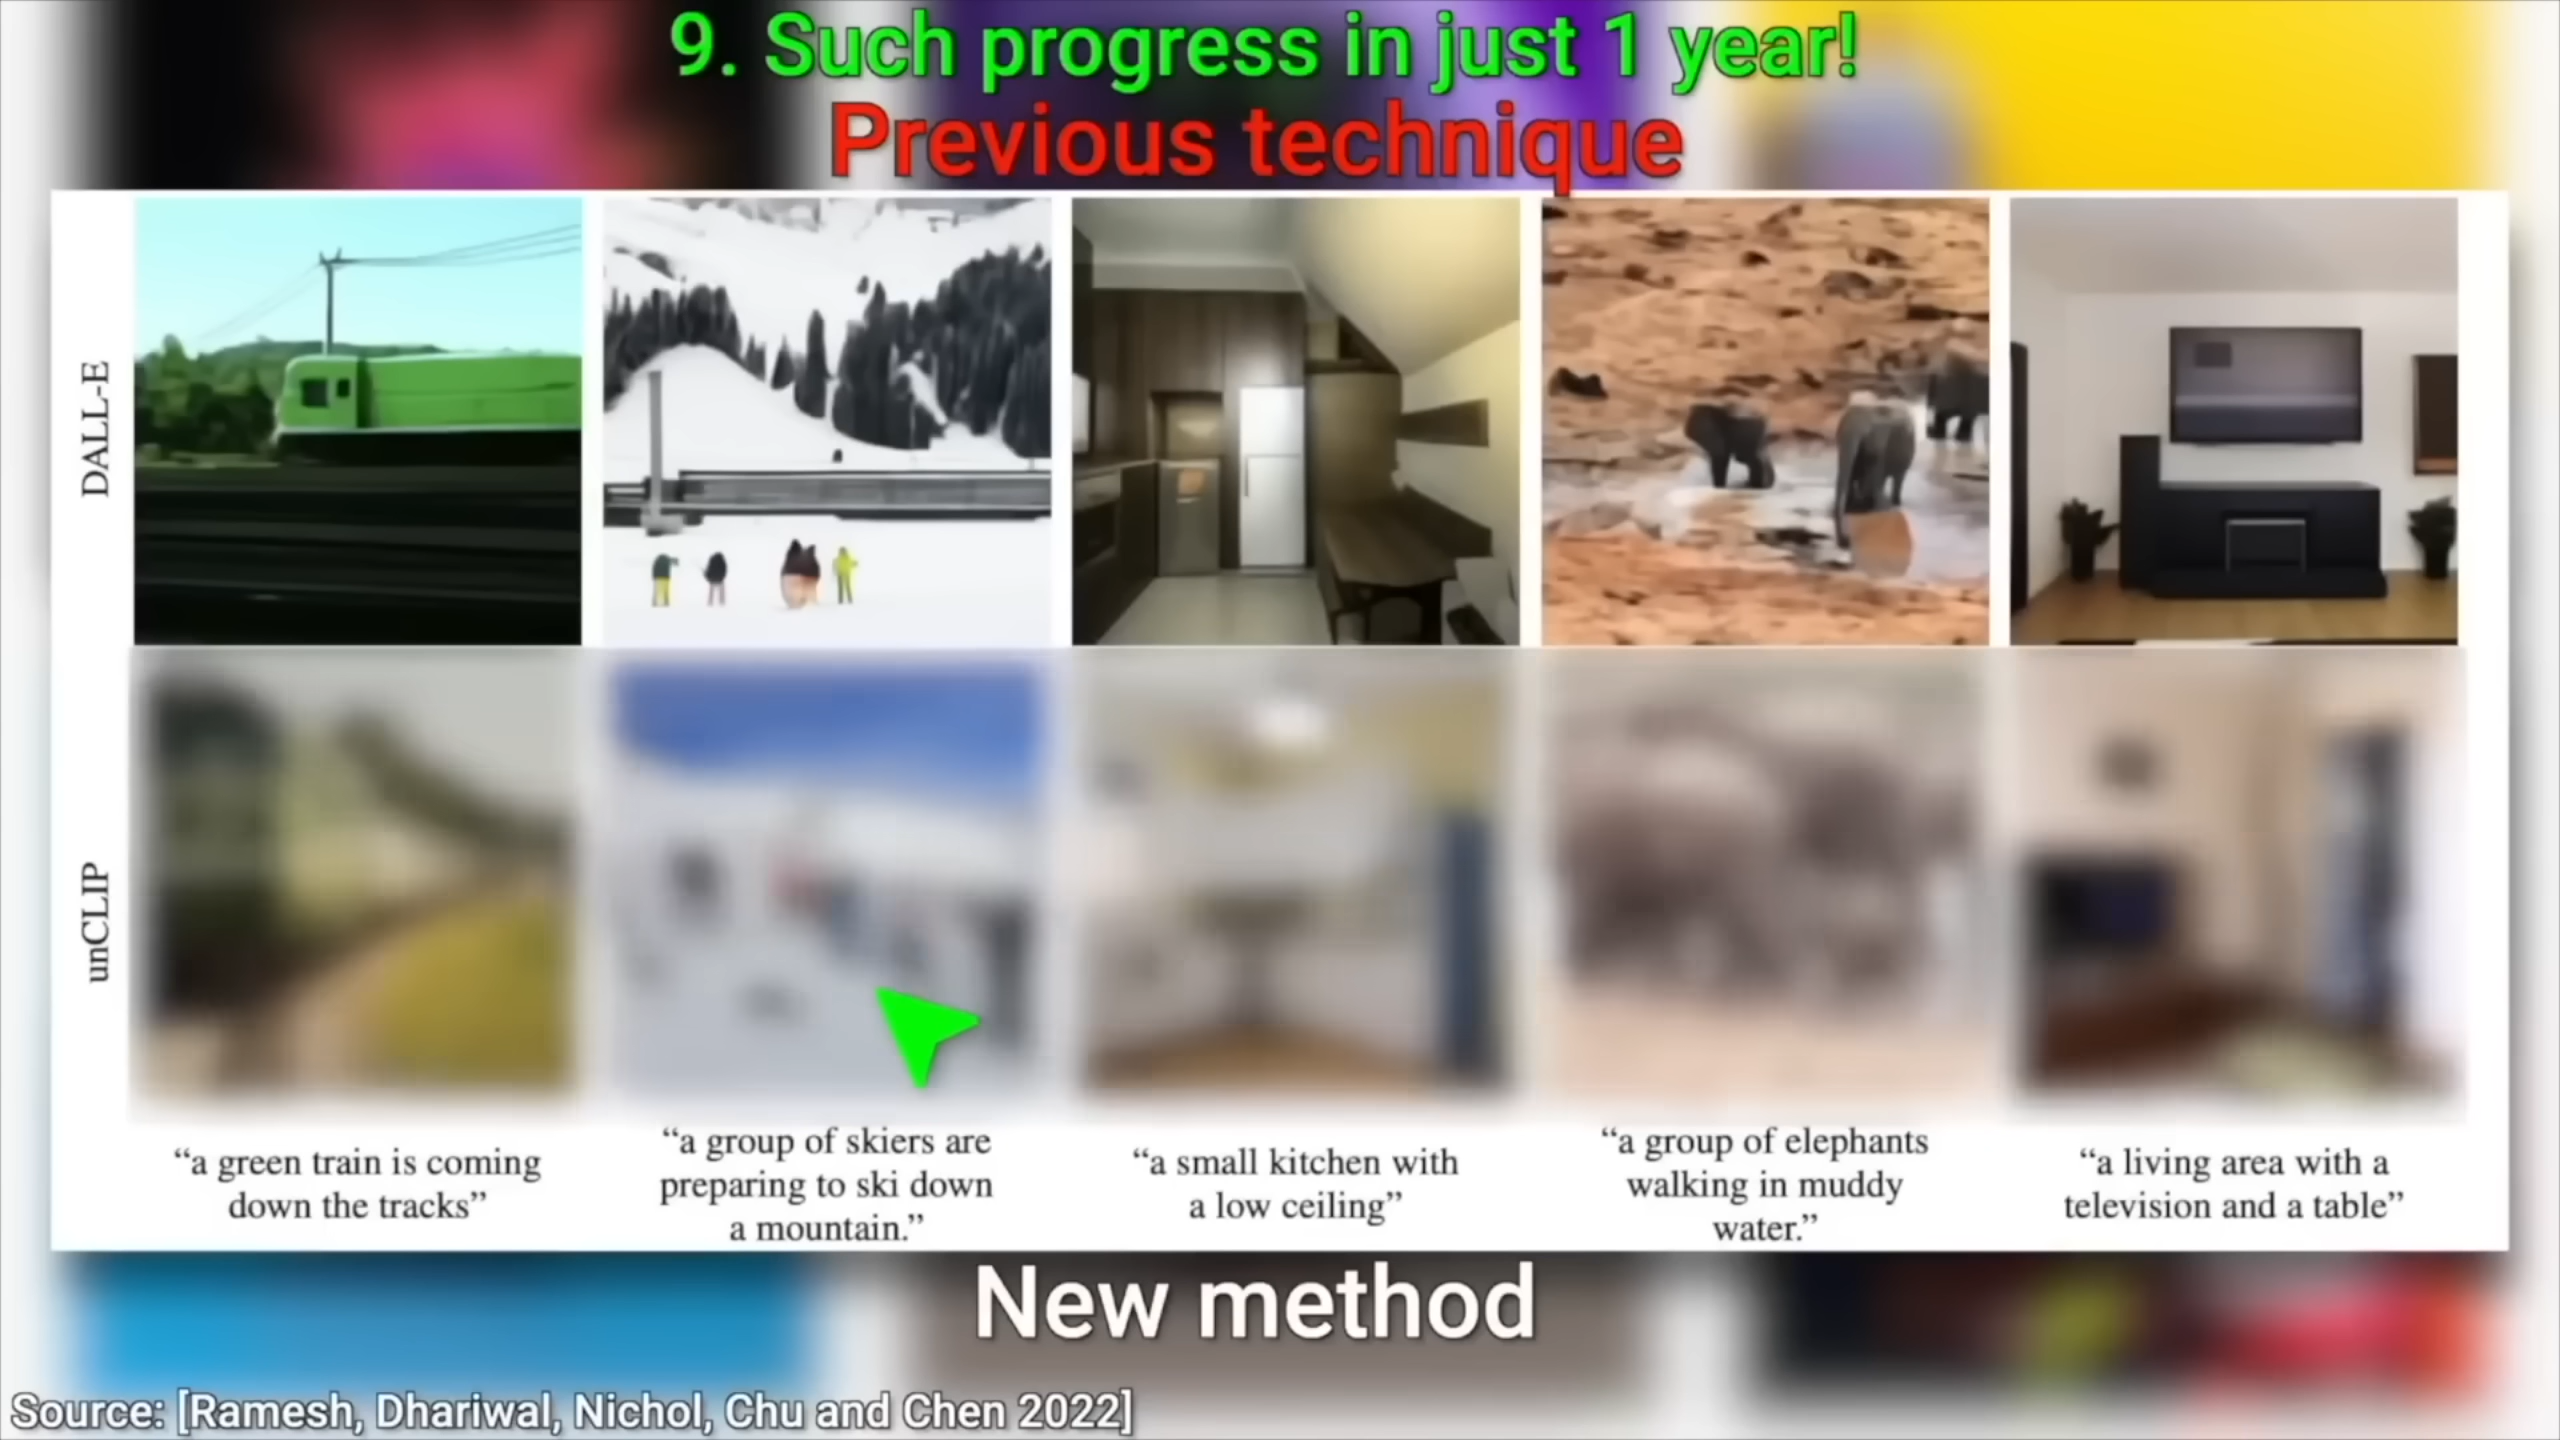 9. Such progress in just 1 year!
Previous technique
DALL-E
unCLIP
“a green train is coming
down the tracks”
“a group of skiers are
preparing to ski down
a mountain.”
“a small kitchen with
a low ceiling”
“a group of elephants
walking in muddy
water.”
“a living area with a
television and a table”
New method
Source: [Ramesh, Dhariwal, Nichol, Chu and Chen 2022]